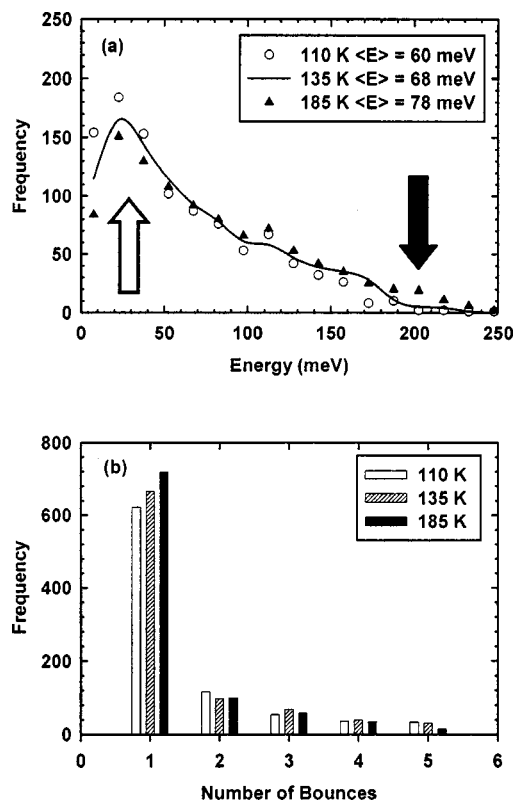 250
(a)
110 K <E> = 60 meV
135 K <E> = 68 meV
185 K <E> = 78 meV
200
150
100
50
0
Frequency
0 50 100 150 200 250
Energy (meV)
800
(b)
110 K
135 K
185 K
600
400
200
0
Frequency
0 1 2 3 4 5 6
Number of Bounces